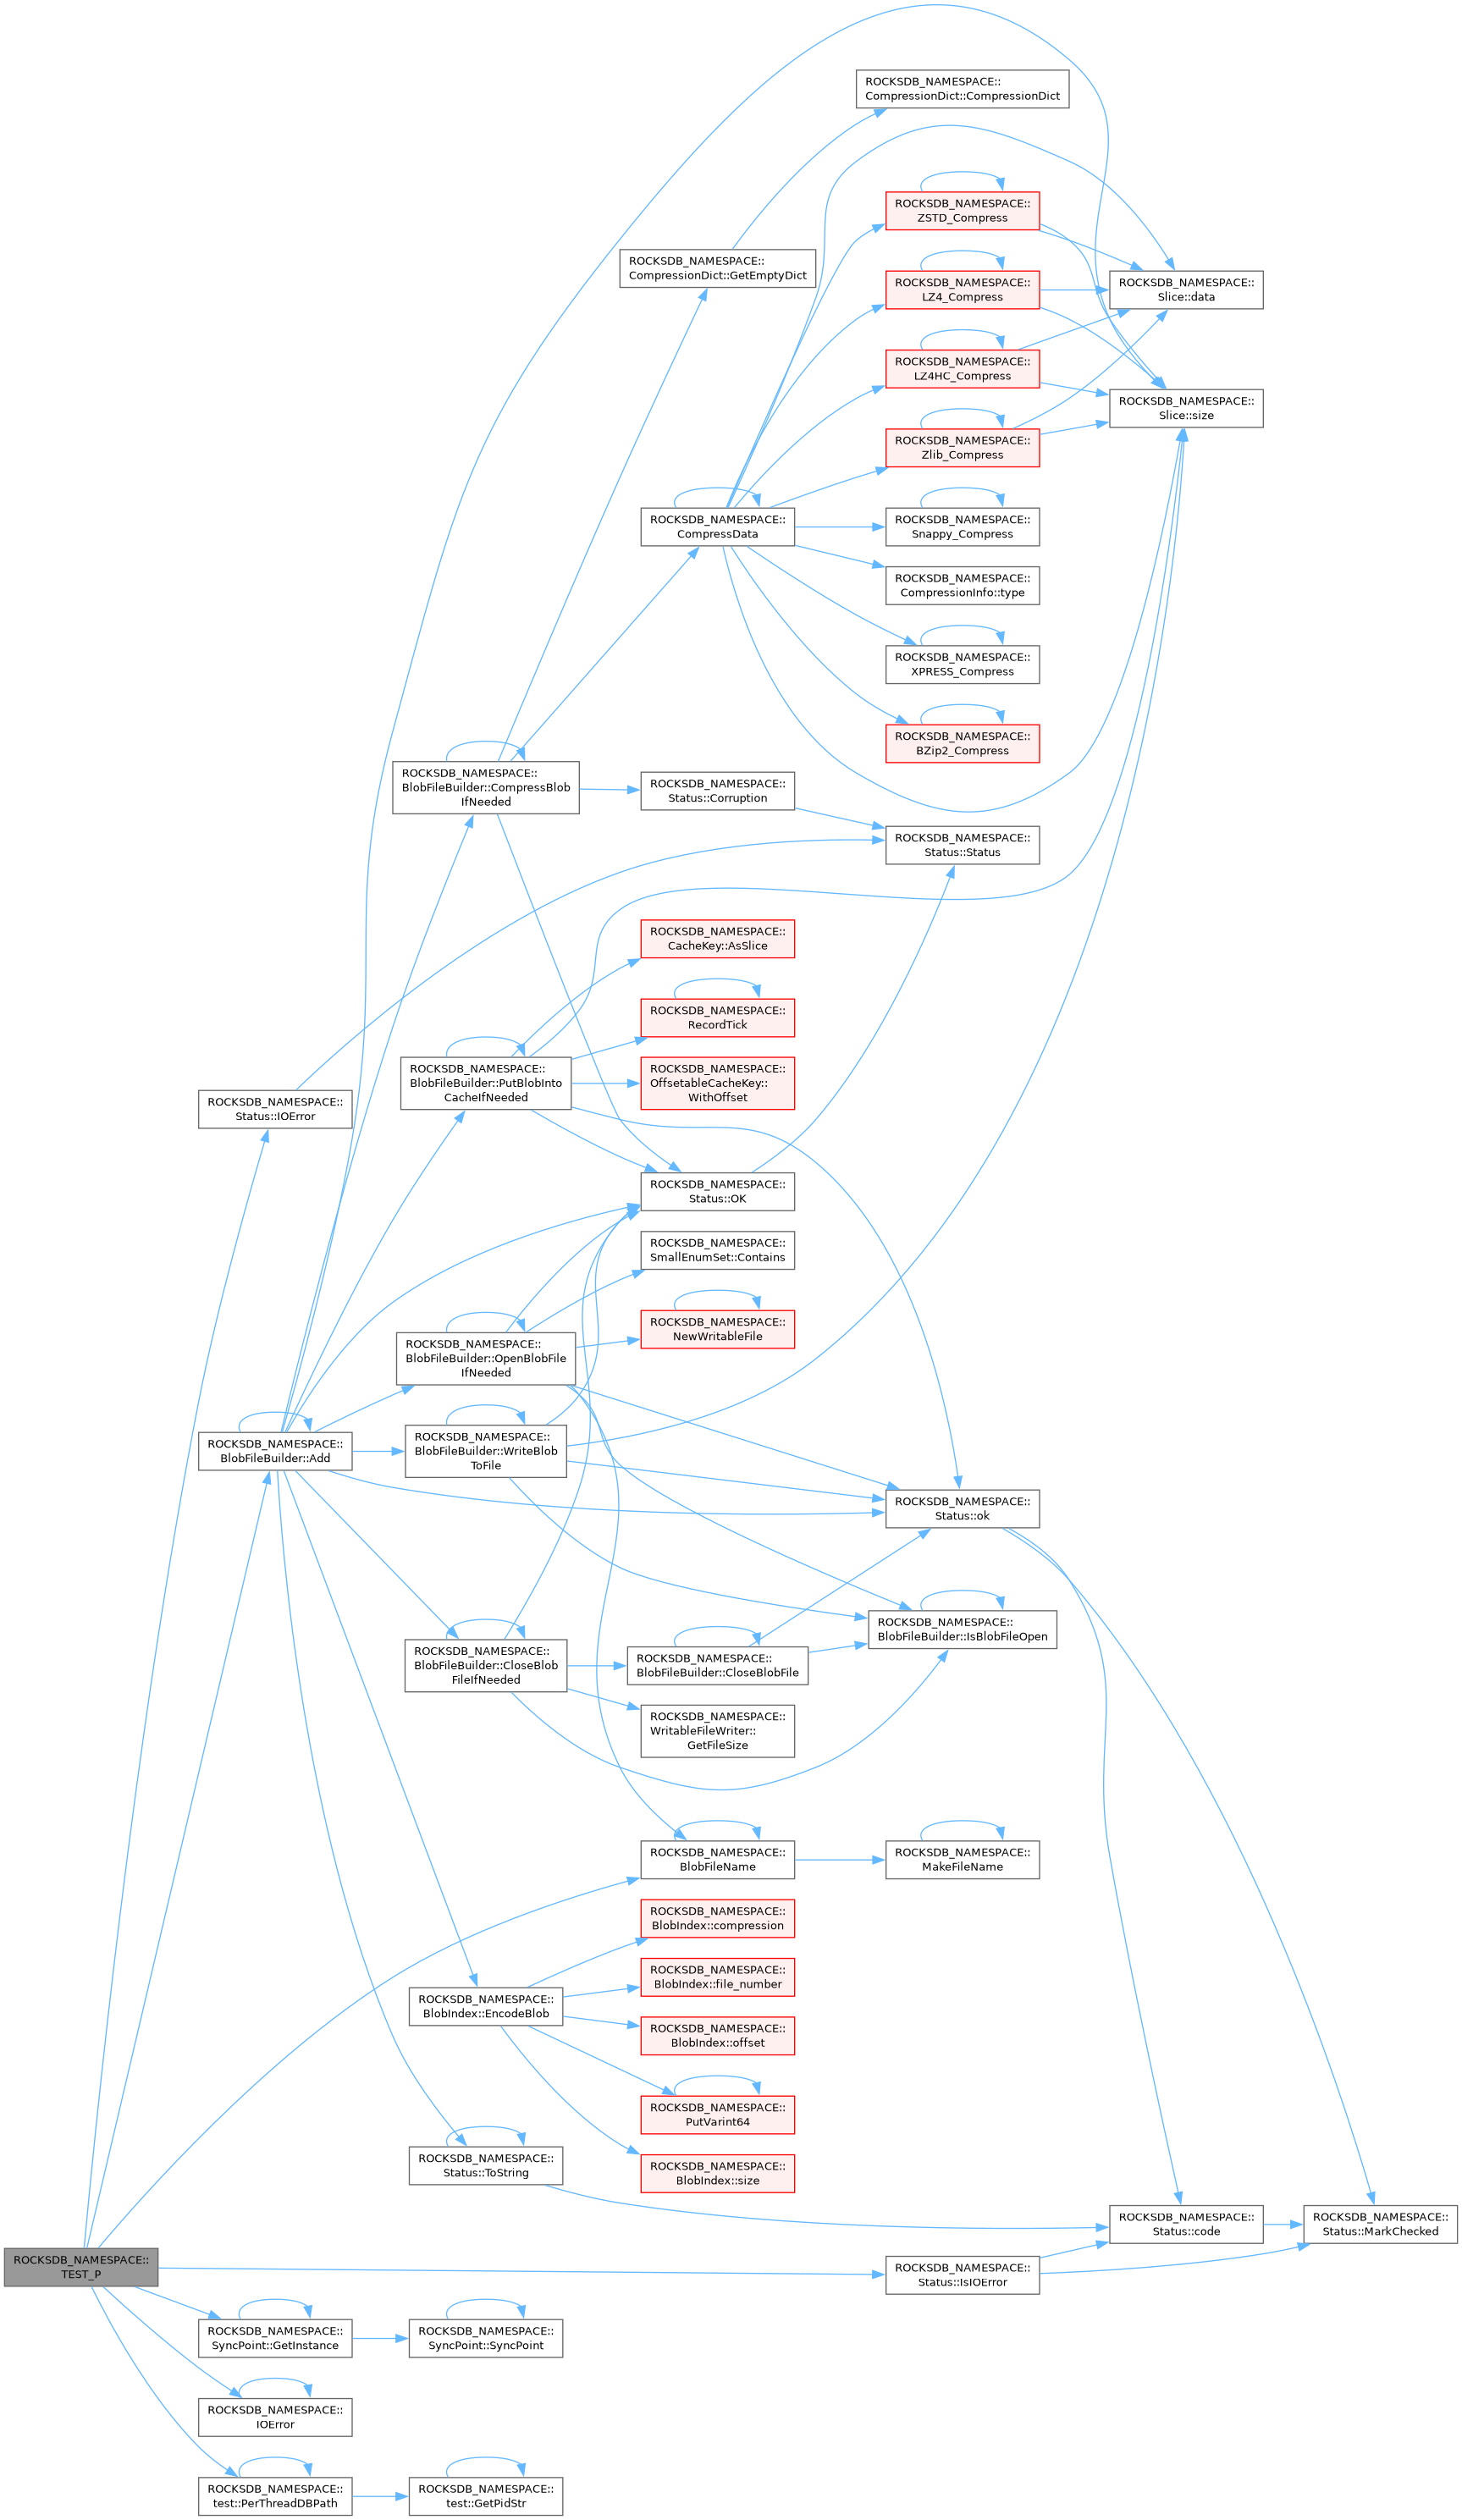 ROCKSDB_NAMESPACE::
CompressionDict::CompressionDict
ROCKSDB_NAMESPACE::
ZSTD_Compress
ROCKSDB_NAMESPACE::
CompressionDict::GetEmptyDict
ROCKSDB_NAMESPACE::
LZ4_Compress
ROCKSDB_NAMESPACE::
Slice::data
ROCKSDB_NAMESPACE::
LZ4HC_Compress
ROCKSDB_NAMESPACE::
Slice::size
ROCKSDB_NAMESPACE::
Zlib_Compress
ROCKSDB_NAMESPACE::
CompressData
ROCKSDB_NAMESPACE::
Snappy_Compress
ROCKSDB_NAMESPACE::
CompressionInfo::type
ROCKSDB_NAMESPACE::
XPRESS_Compress
ROCKSDB_NAMESPACE::
BZip2_Compress
ROCKSDB_NAMESPACE::
BlobFileBuilder::CompressBlob
IfNeeded
ROCKSDB_NAMESPACE::
Status::Corruption
ROCKSDB_NAMESPACE::
Status::Status
ROCKSDB_NAMESPACE::
CacheKey::AsSlice
ROCKSDB_NAMESPACE::
RecordTick
ROCKSDB_NAMESPACE::
BlobFileBuilder::PutBlobInto
CacheIfNeeded
ROCKSDB_NAMESPACE::
OffsetableCacheKey::
WithOffset
ROCKSDB_NAMESPACE::
Status::IOError
ROCKSDB_NAMESPACE::
Status::OK
ROCKSDB_NAMESPACE::
SmallEnumSet::Contains
ROCKSDB_NAMESPACE::
NewWritableFile
ROCKSDB_NAMESPACE::
BlobFileBuilder::OpenBlobFile
IfNeeded
ROCKSDB_NAMESPACE::
BlobFileBuilder::Add
ROCKSDB_NAMESPACE::
BlobFileBuilder::WriteBlob
ToFile
ROCKSDB_NAMESPACE::
Status::ok
ROCKSDB_NAMESPACE::
BlobFileBuilder::IsBlobFileOpen
ROCKSDB_NAMESPACE::
BlobFileBuilder::CloseBlob
FileIfNeeded
ROCKSDB_NAMESPACE::
BlobFileBuilder::CloseBlobFile
ROCKSDB_NAMESPACE::
WritableFileWriter::
GetFileSize
ROCKSDB_NAMESPACE::
BlobFileName
ROCKSDB_NAMESPACE::
MakeFileName
ROCKSDB_NAMESPACE::
BlobIndex::compression
ROCKSDB_NAMESPACE::
BlobIndex::file_number
ROCKSDB_NAMESPACE::
BlobIndex::EncodeBlob
ROCKSDB_NAMESPACE::
BlobIndex::offset
ROCKSDB_NAMESPACE::
PutVarint64
ROCKSDB_NAMESPACE::
Status::ToString
ROCKSDB_NAMESPACE::
BlobIndex::size
ROCKSDB_NAMESPACE::
Status::code
ROCKSDB_NAMESPACE::
Status::MarkChecked
ROCKSDB_NAMESPACE::
TEST_P
ROCKSDB_NAMESPACE::
Status::IsIOError
ROCKSDB_NAMESPACE::
SyncPoint::GetInstance
ROCKSDB_NAMESPACE::
SyncPoint::SyncPoint
ROCKSDB_NAMESPACE::
IOError
ROCKSDB_NAMESPACE::
test::PerThreadDBPath
ROCKSDB_NAMESPACE::
test::GetPidStr